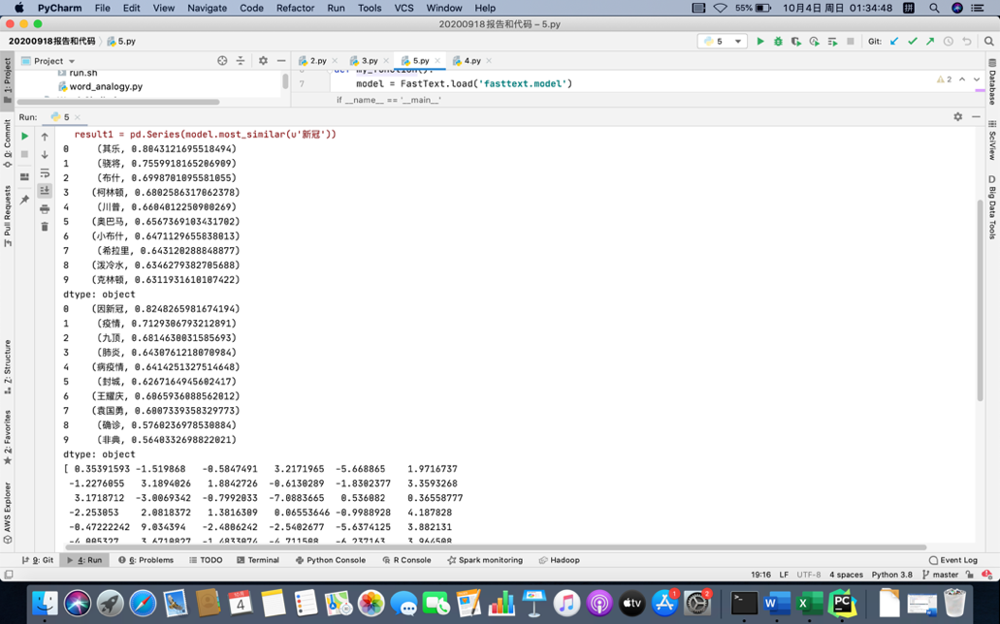 PyCharm File Edit View Navigate Code Refactor Run Tools VCS Window Help 55% 10月4日 周日 01:34:48
20200918报告和代码 – 5.py
20200918报告和代码 5.py 5 Git:
Project 2.py 3.py 5.py 4.py
run.sh
word_analogy.py
def my_function():
7 model = FastText.load('fasttext.model')
2
if __name__ == '__main__'
Run: 5
result1 = pd.Series(model.most_similar(u'新冠'))
0 (其乐, 0.8043121695518494)
1 (骁将, 0.7559918165206909)
2 (布什, 0.6998701095581055)
3 (柯林顿, 0.6802586317062378)
4 (川普, 0.6604012250900269)
5 (奥巴马, 0.6567369103431702)
6 (小布什, 0.6471129655838013)
7 (希拉里, 0.643120288848877)
8 (泼冷水, 0.6346279382705688)
9 (克林顿, 0.6311931610107422)
dtype: object
0 (因新冠, 0.8248265981674194)
1 (疫情, 0.7129306793212891)
2 (九顶, 0.6814630031585693)
3 (肺炎, 0.6430761218070984)
4 (病疫情, 0.6414251327514648)
5 (封城, 0.6267164945602417)
6 (王耀庆, 0.6065936088562012)
7 (袁国勇, 0.6007339358329773)
8 (确诊, 0.5760236978530884)
9 (非典, 0.5640332698822021)
dtype: object
[ 0.35391593 -1.519868 -0.5847491 3.2171965 -5.668865 1.9716737
-1.2276055 3.1894026 1.8842726 -0.6130289 -1.8302377 3.3593268
3.1718712 -3.0069342 -0.7992033 -7.0883665 0.536082 0.36558777
-2.253053 2.0818372 1.3816309 0.06553646 -0.9988928 4.187828
-0.47222242 9.034394 -2.4806242 -2.5402677 -5.6374125 3.882131
-4.005327 3.6710827 -1.4833074 -4.711508 -6.237163 3.964508
1: Project
Commit
Pull Requests
7: Structure
2: Favorites
AWS Explorer
Database
SciView
Big Data Tools
9: Git 4: Run 6: Problems TODO Terminal Python Console R Console Spark monitoring Hadoop Event Log
19:16 LF UTF-8 4 spaces Python 3.8 master